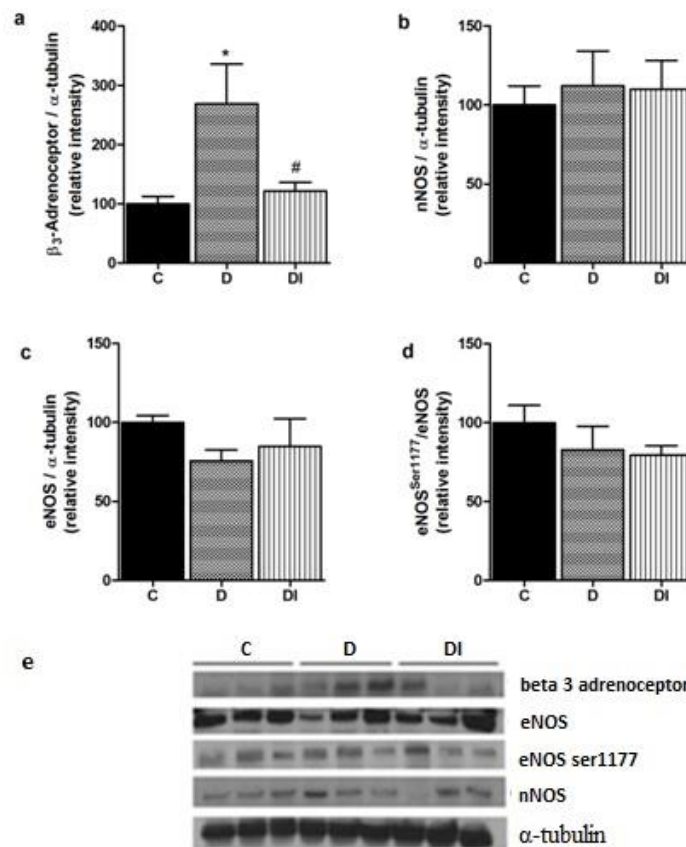 a
β3-Adrenoceptor / α-tubulin
(relative intensity)
400
300
200
100
0
*
#
C D DI
b
nNOS / α-tubulin
(relative intensity)
150
100
50
0
C D DI
c
eNOS / α-tubulin
(relative intensity)
150
100
50
0
C D DI
d
eNOSSer1177/eNOS
(relative intensity)
150
100
50
0
C D DI
e
C D DI
beta 3 adrenoceptor
eNOS
eNOS ser1177
nNOS
α-tubulin